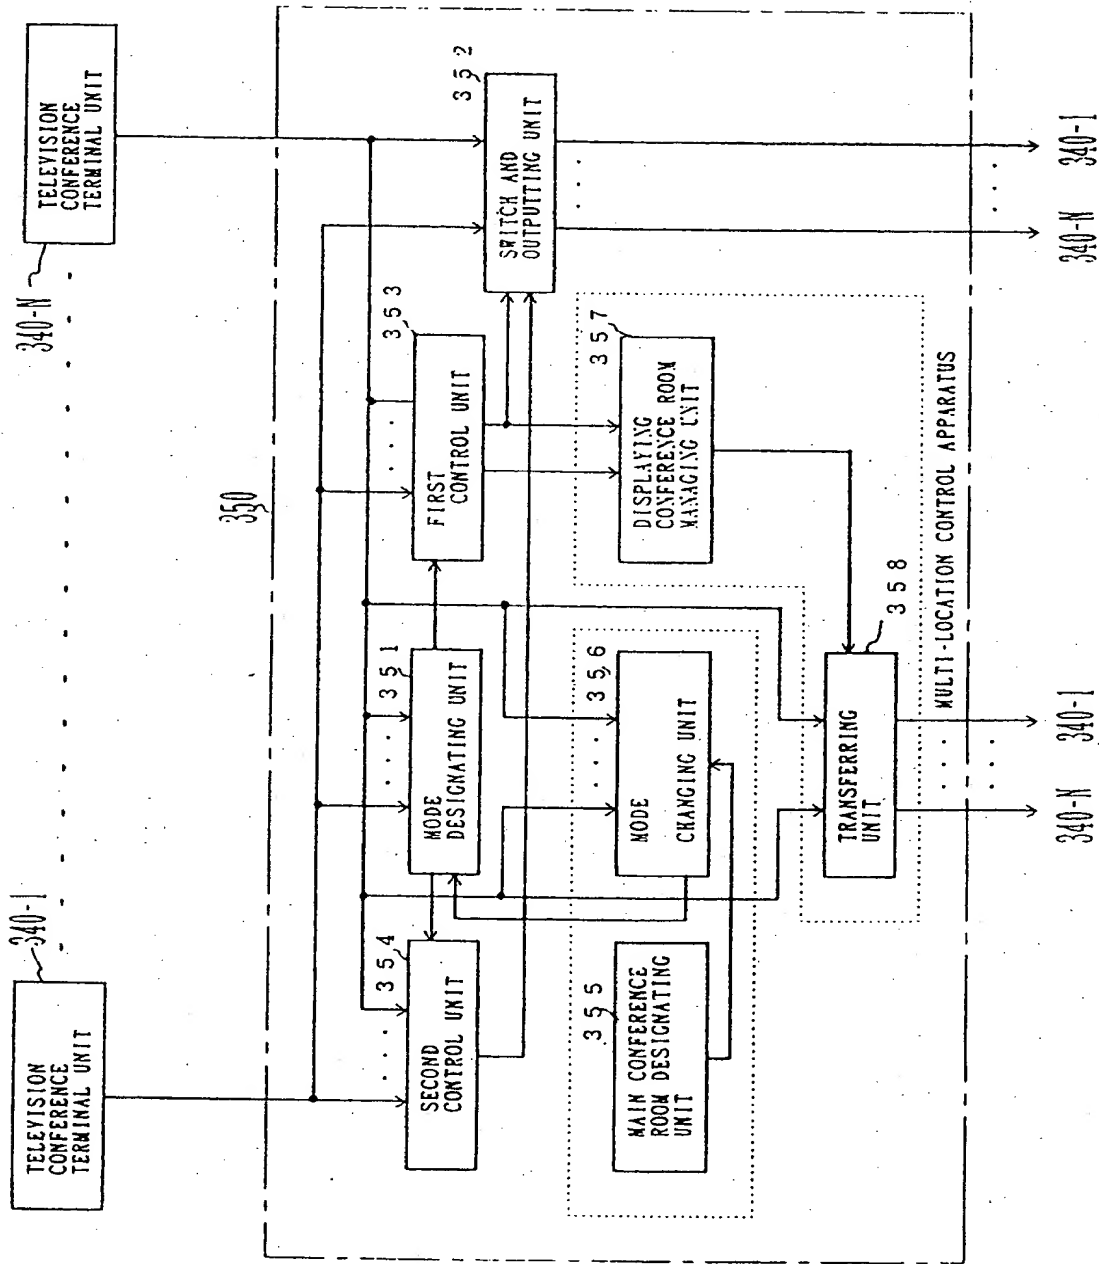 TELEVISION
CONFERENCE
TERMINAL UNIT
340-1
TELEVISION
CONFERENCE
TERMINAL UNIT
340-N
350
SECOND
CONTROL UNIT
354
MODE
DESIGNATING UNIT
351
FIRST
CONTROL UNIT
353
SWITCH AND
OUTPUTTING UNIT
352
MAIN CONFERENCE
ROOM DESIGNATING
UNIT
355
MODE
CHANGING UNIT
356
DISPLAYING
CONFERENCE ROOM
MANAGING UNIT
357
TRANSFERRING
UNIT
358
MULTI-LOCATION CONTROL APPARATUS
340-N
340-1
340-N
340-1